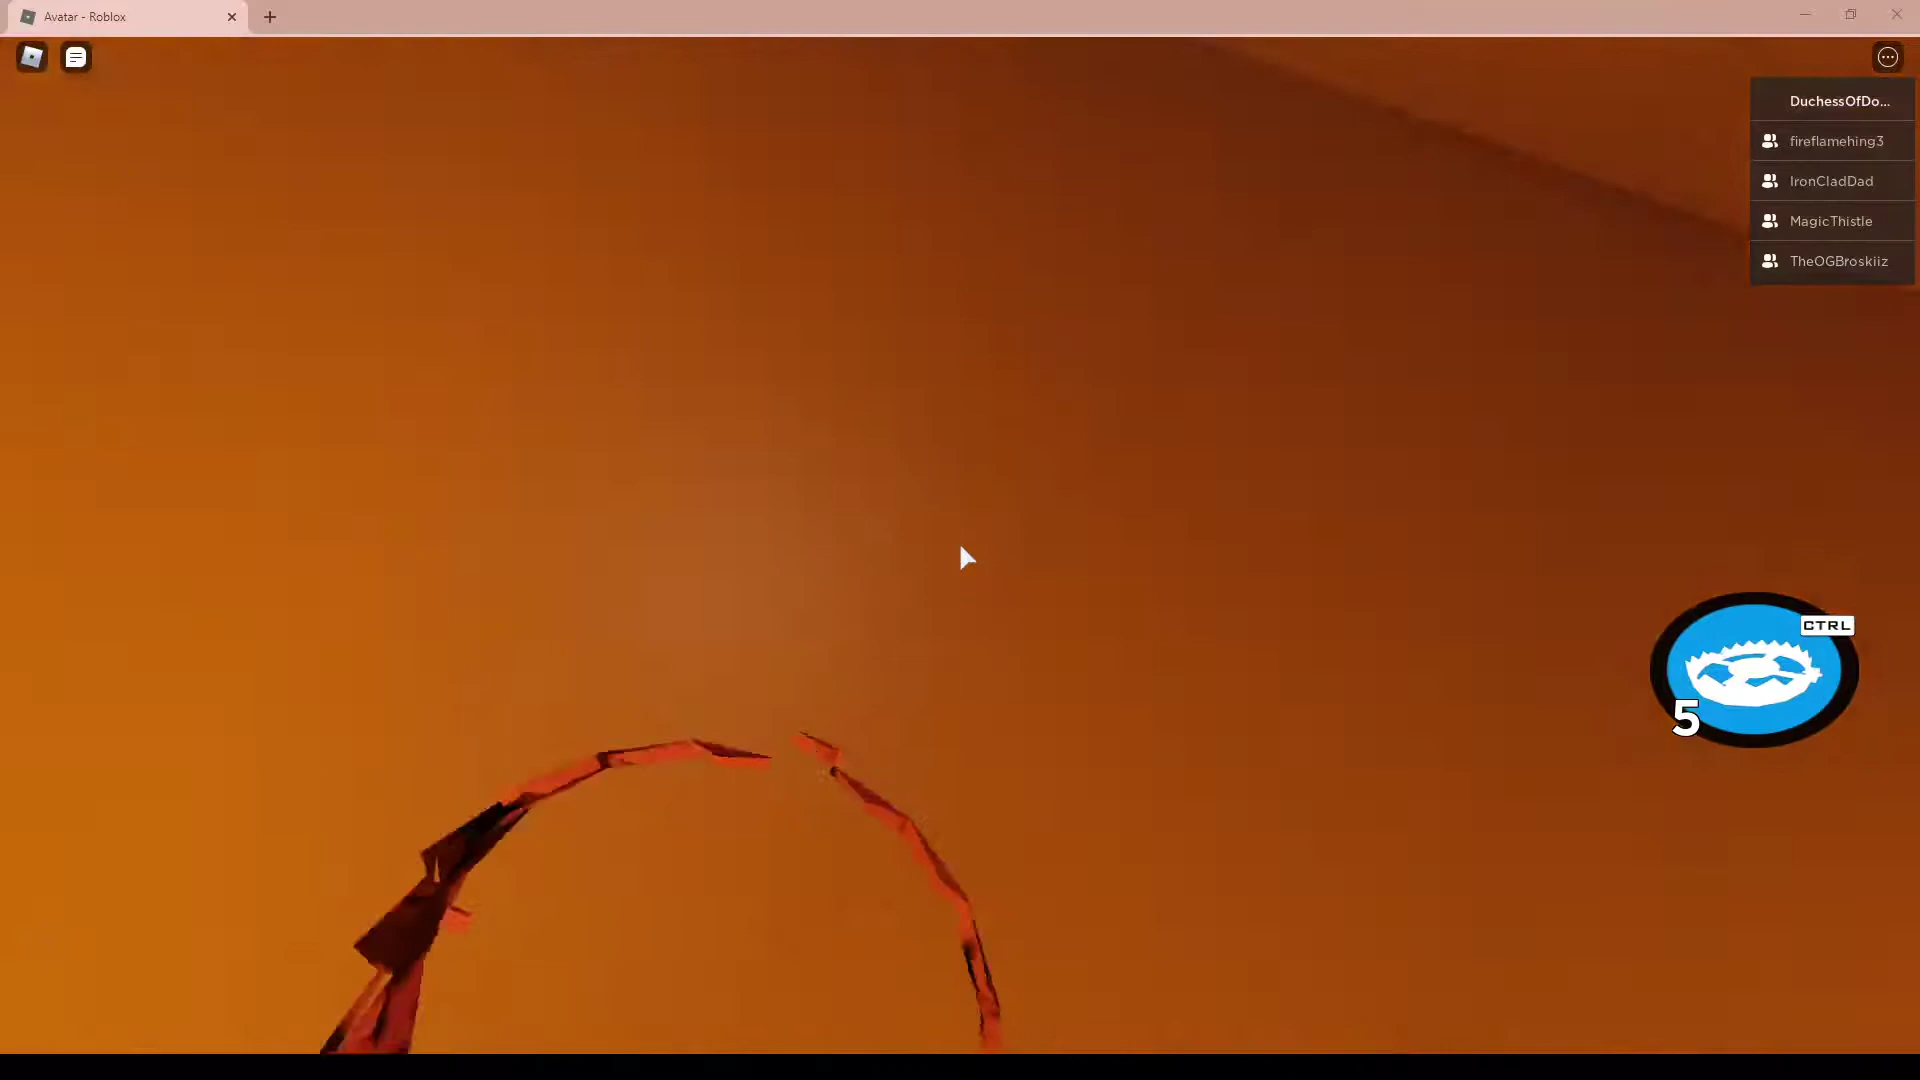 Avatar - Roblox
DuchessOfDo...
fireflamehing3
IronCladDad
MagicThistle
TheOGBroskiiz
CTRL
5